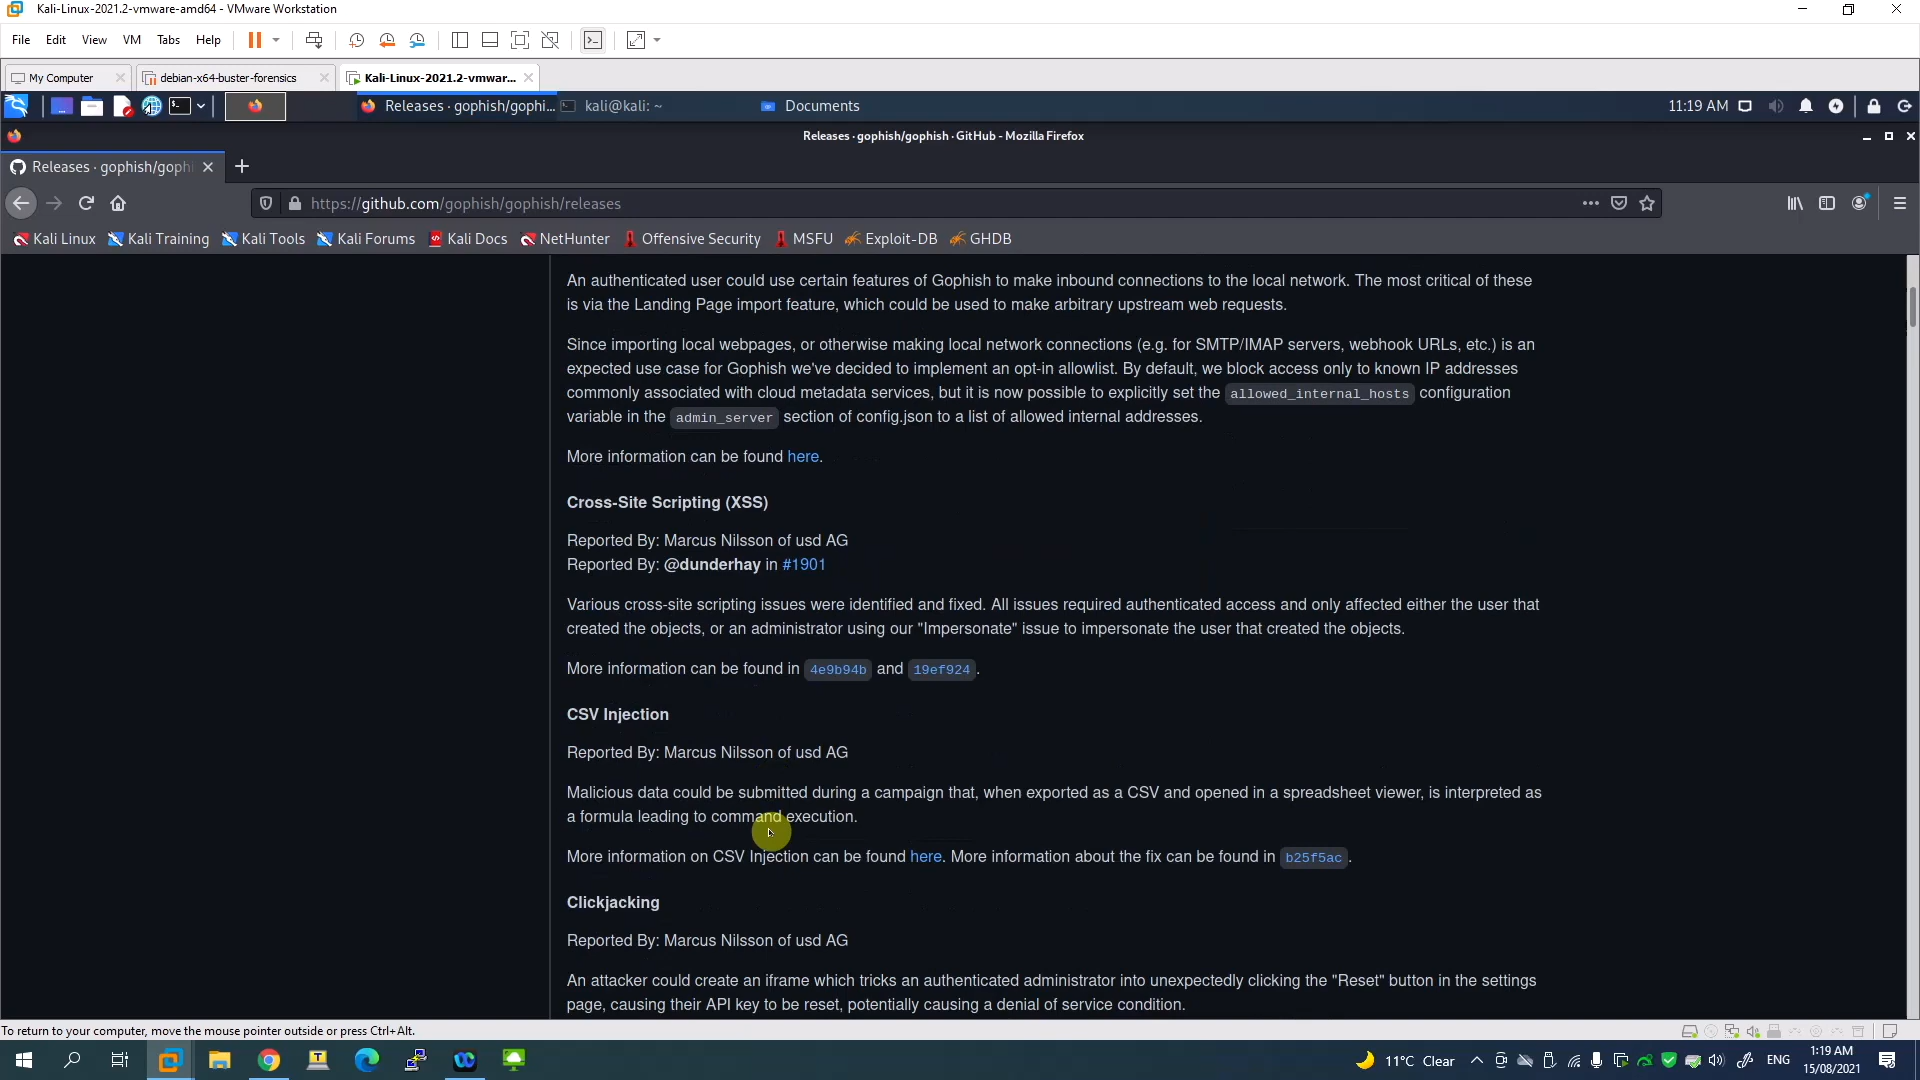 Kali-Linux-2021.2-vmware-amd64 - VMware Workstation
File Edit View VM Tabs Help
My Computer debian-x64-buster-forensics Kali-Linux-2021.2-vmwar...
Releases · gophish/gophi... kali@kali: ~ Documents 11:19 AM
Releases · gophish/gophish · GitHub - Mozilla Firefox
Releases · gophish/gophi
https://github.com/gophish/gophish/releases
Kali Linux Kali Training Kali Tools Kali Forums Kali Docs NetHunter Offensive Security MSFU Exploit-DB GHDB
An authenticated user could use certain features of Gophish to make inbound connections to the local network. The most critical of these
is via the Landing Page import feature, which could be used to make arbitrary upstream web requests.
Since importing local webpages, or otherwise making local network connections (e.g. for SMTP/IMAP servers, webhook URLs, etc.) is an
expected use case for Gophish we've decided to implement an opt-in allowlist. By default, we block access only to known IP addresses
commonly associated with cloud metadata services, but it is now possible to explicitly set the allowed_internal_hosts configuration
variable in the admin_server section of config.json to a list of allowed internal addresses.
More information can be found here.
Cross-Site Scripting (XSS)
Reported By: Marcus Nilsson of usd AG
Reported By: @dunderhay in #1901
Various cross-site scripting issues were identified and fixed. All issues required authenticated access and only affected either the user that
created the objects, or an administrator using our "Impersonate" issue to impersonate the user that created the objects.
More information can be found in 4e9b94b and 19ef924.
CSV Injection
Reported By: Marcus Nilsson of usd AG
Malicious data could be submitted during a campaign that, when exported as a CSV and opened in a spreadsheet viewer, is interpreted as
a formula leading to command execution.
More information on CSV Injection can be found here. More information about the fix can be found in b25f5ac.
Clickjacking
Reported By: Marcus Nilsson of usd AG
An attacker could create an iframe which tricks an authenticated administrator into unexpectedly clicking the "Reset" button in the settings
page, causing their API key to be reset, potentially causing a denial of service condition.
To return to your computer, move the mouse pointer outside or press Ctrl+Alt.
11°C Clear ENG 1:19 AM
15/08/2021